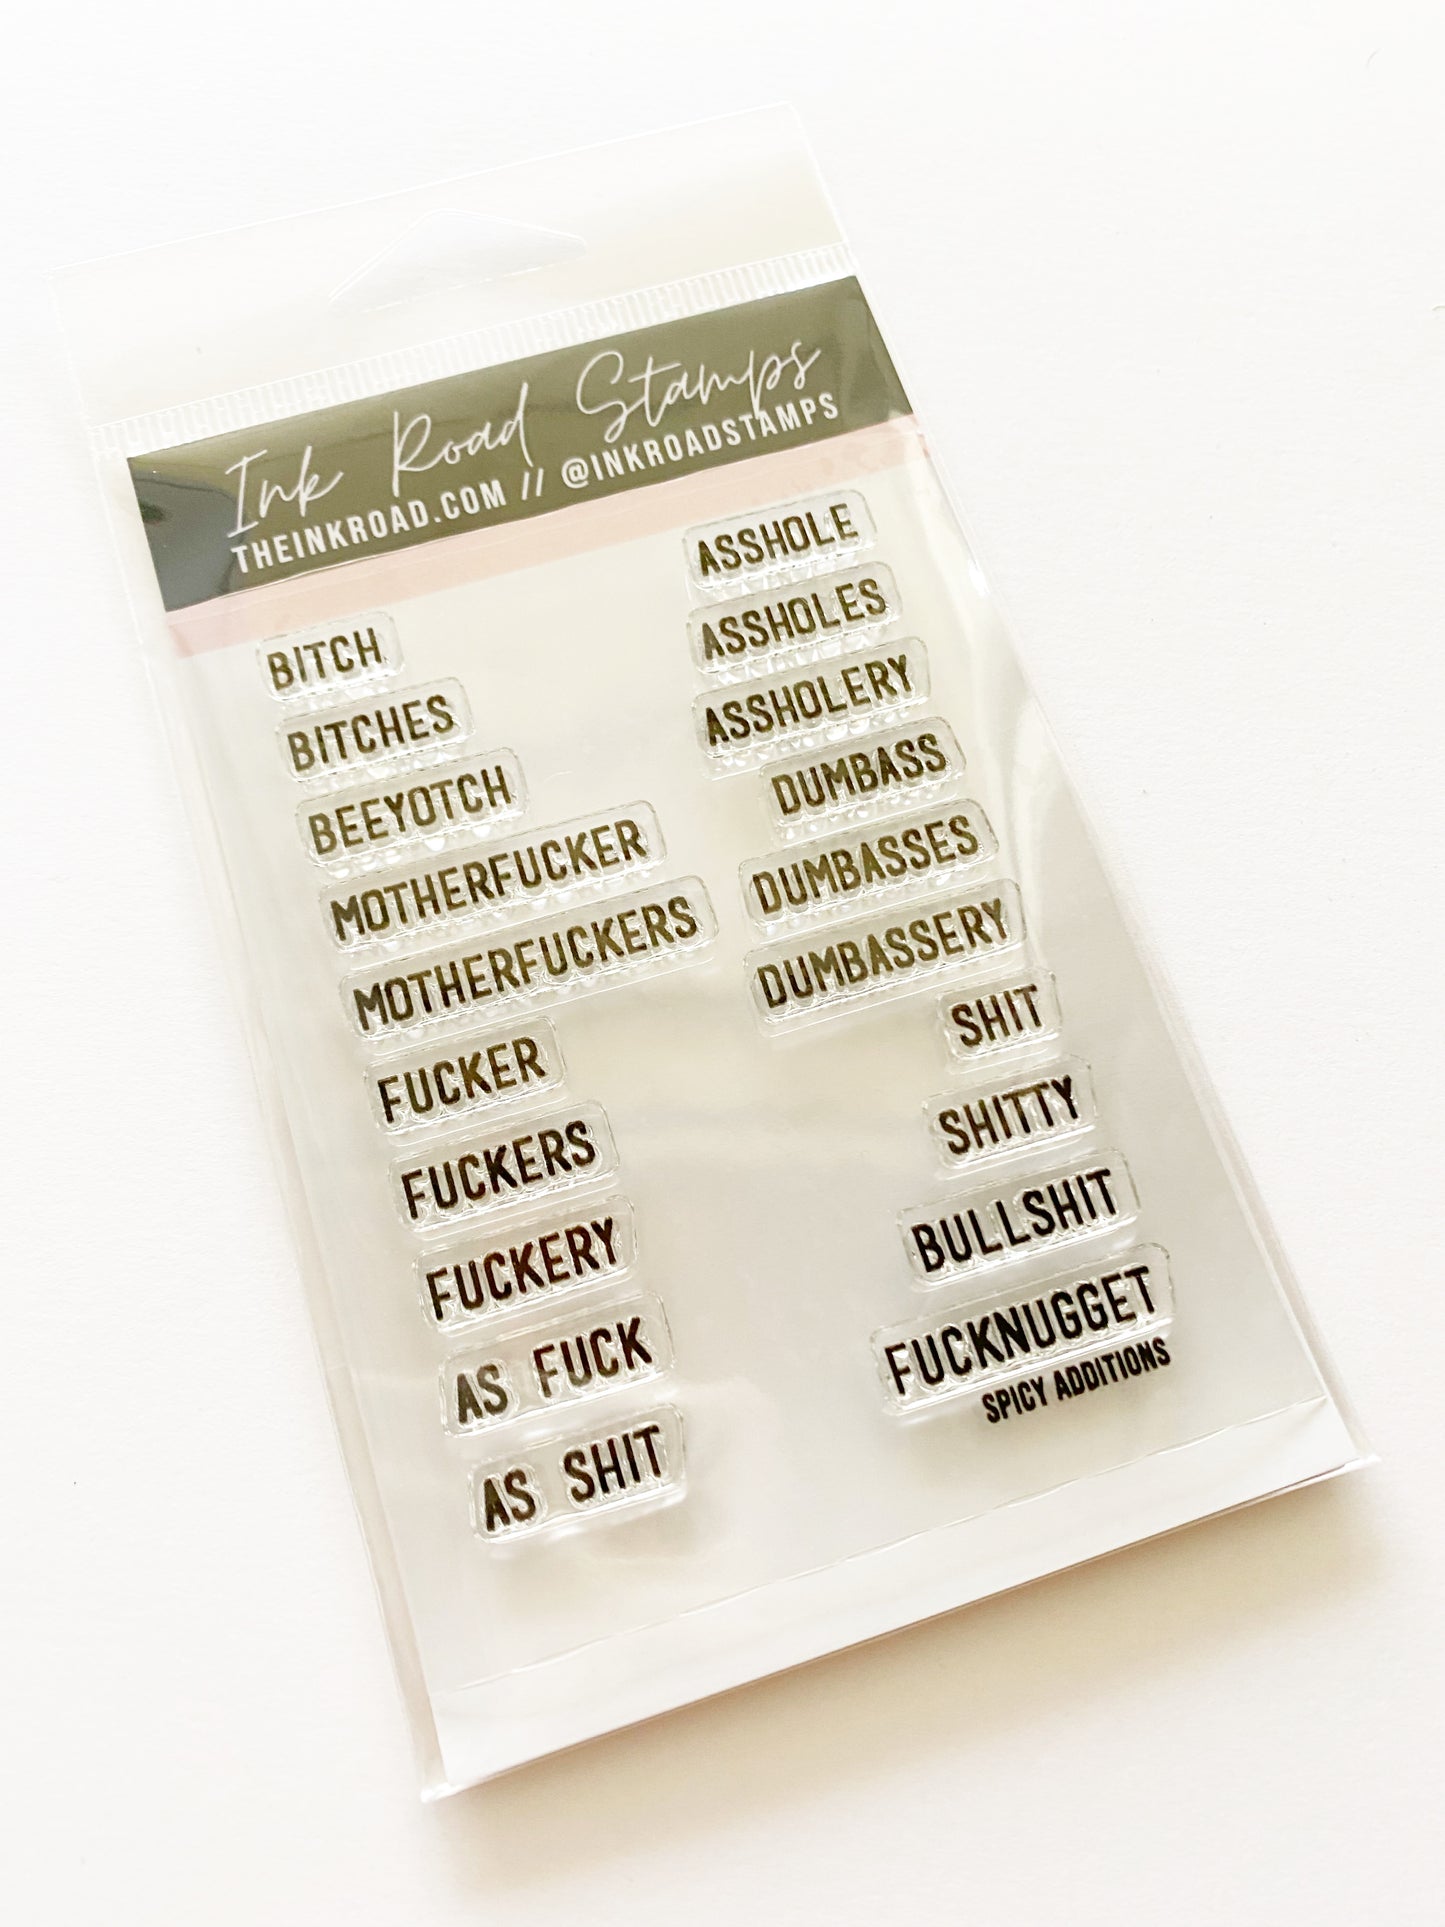 Ink Road Stamps
THEINKROAD.COM // @INKROADSTAMPS
BITCH
BITCHES
BEEYOTCH
MOTHERFUCKER
MOTHERFUCKERS
FUCKER
FUCKERS
FUCKERY
AS FUCK
AS SHIT
ASSHOLE
ASSHOLES
ASSHOLERY
DUMBASS
DUMBASSES
DUMBASSERY
SHIT
SHITTY
BULLSHIT
FUCKNUGGET
SPICY ADDITIONS